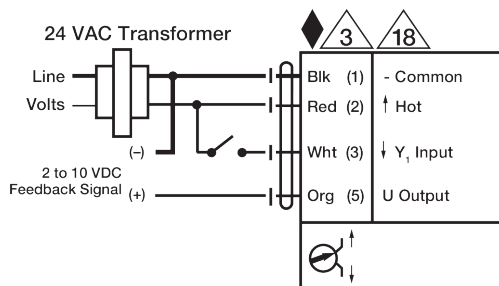 24 VAC Transformer
3
18
Line
Volts
Blk (1) - Common
Red (2) Hot
(–)
Wht (3) Y1 Input
2 to 10 VDC
Feedback Signal (+)
Org (5) U Output